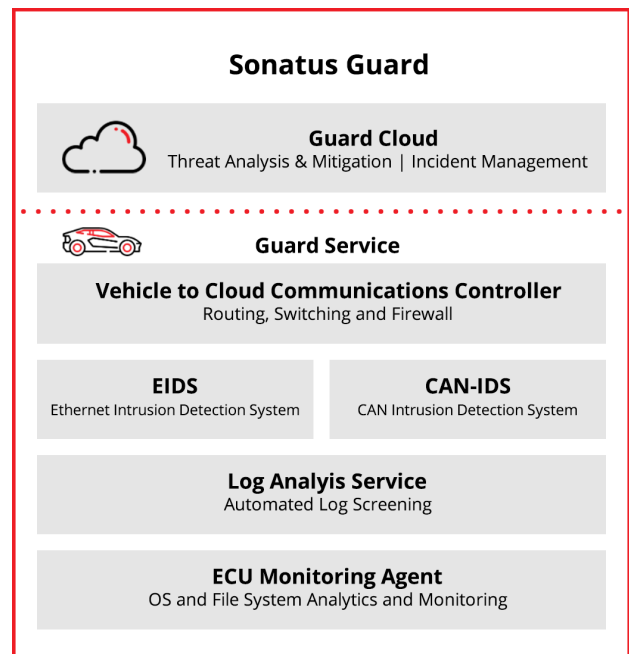 Sonatus Guard
Guard Cloud
Threat Analysis & Mitigation | Incident Management
Guard Service
Vehicle to Cloud Communications Controller
Routing, Switching and Firewall
EIDS
Ethernet Intrusion Detection System
CAN-IDS
CAN Intrusion Detection System
Log Analyis Service
Automated Log Screening
ECU Monitoring Agent
OS and File System Analytics and Monitoring